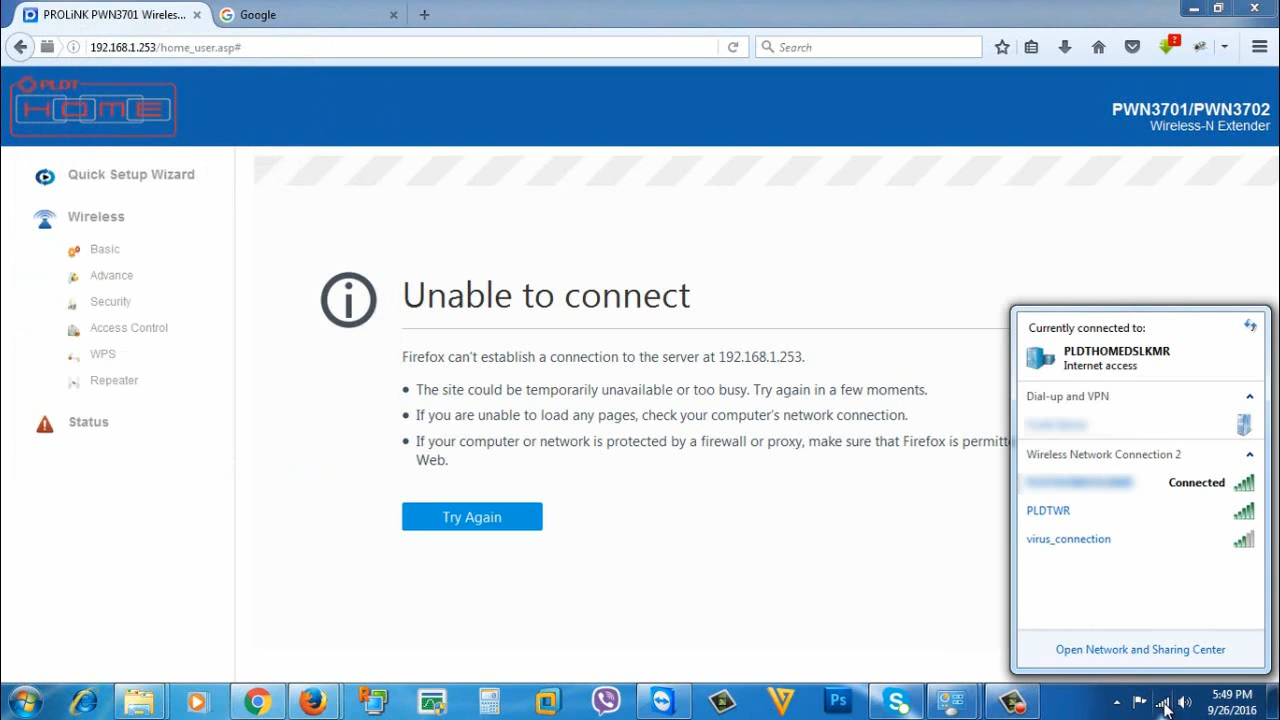 PROLiNK PWN3701 Wireles...
Google
192.168.1.253/home_user.asp#
Search
?
PLDT
HOME
PWN3701/PWN3702
Wireless-N Extender
Quick Setup Wizard
Wireless
Basic
Advance
Security
Access Control
WPS
Repeater
Status
Unable to connect
Firefox can't establish a connection to the server at 192.168.1.253.
The site could be temporarily unavailable or too busy. Try again in a few moments.
If you are unable to load any pages, check your computer's network connection.
If your computer or network is protected by a firewall or proxy, make sure that Firefox is permitte
Web.
Try Again
Currently connected to:
PLDTHOMEDSLKMR
Internet access
Dial-up and VPN
Wireless Network Connection 2
Connected
PLDTWR
virus_connection
Open Network and Sharing Center
Ps
5:49 PM
9/26/2016